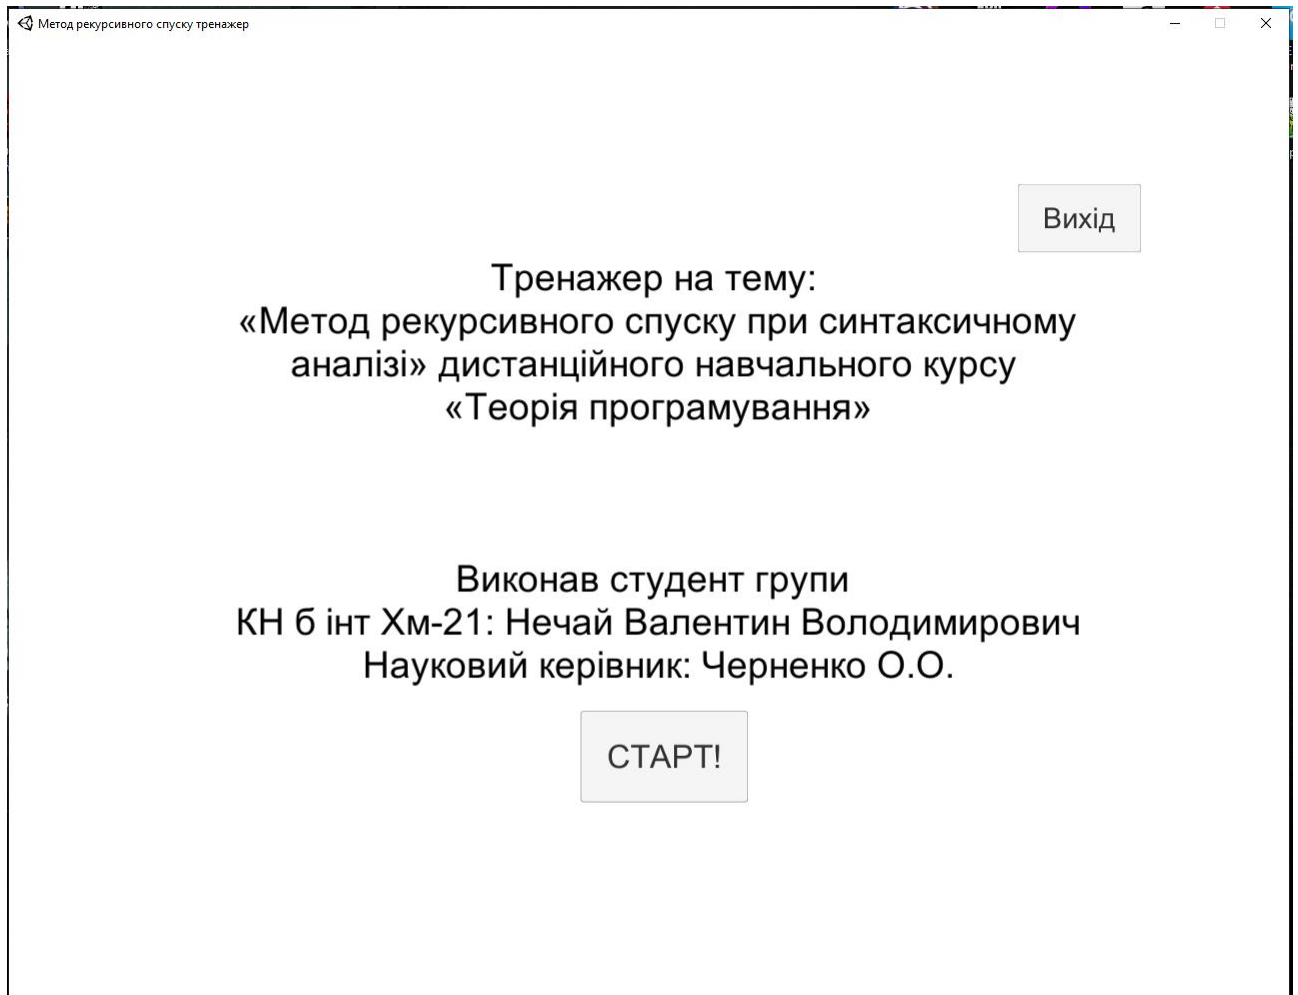 Метод рекурсивного спуску тренажер
Вихід
Тренажер на тему:
«Метод рекурсивного спуску при синтаксичному
аналізі» дистанційного навчального курсу
«Теорія програмування»
Виконав студент групи
КН б інт Хм-21: Нечай Валентин Володимирович
Науковий керівник: Черненко О.О.
СТАРТ!